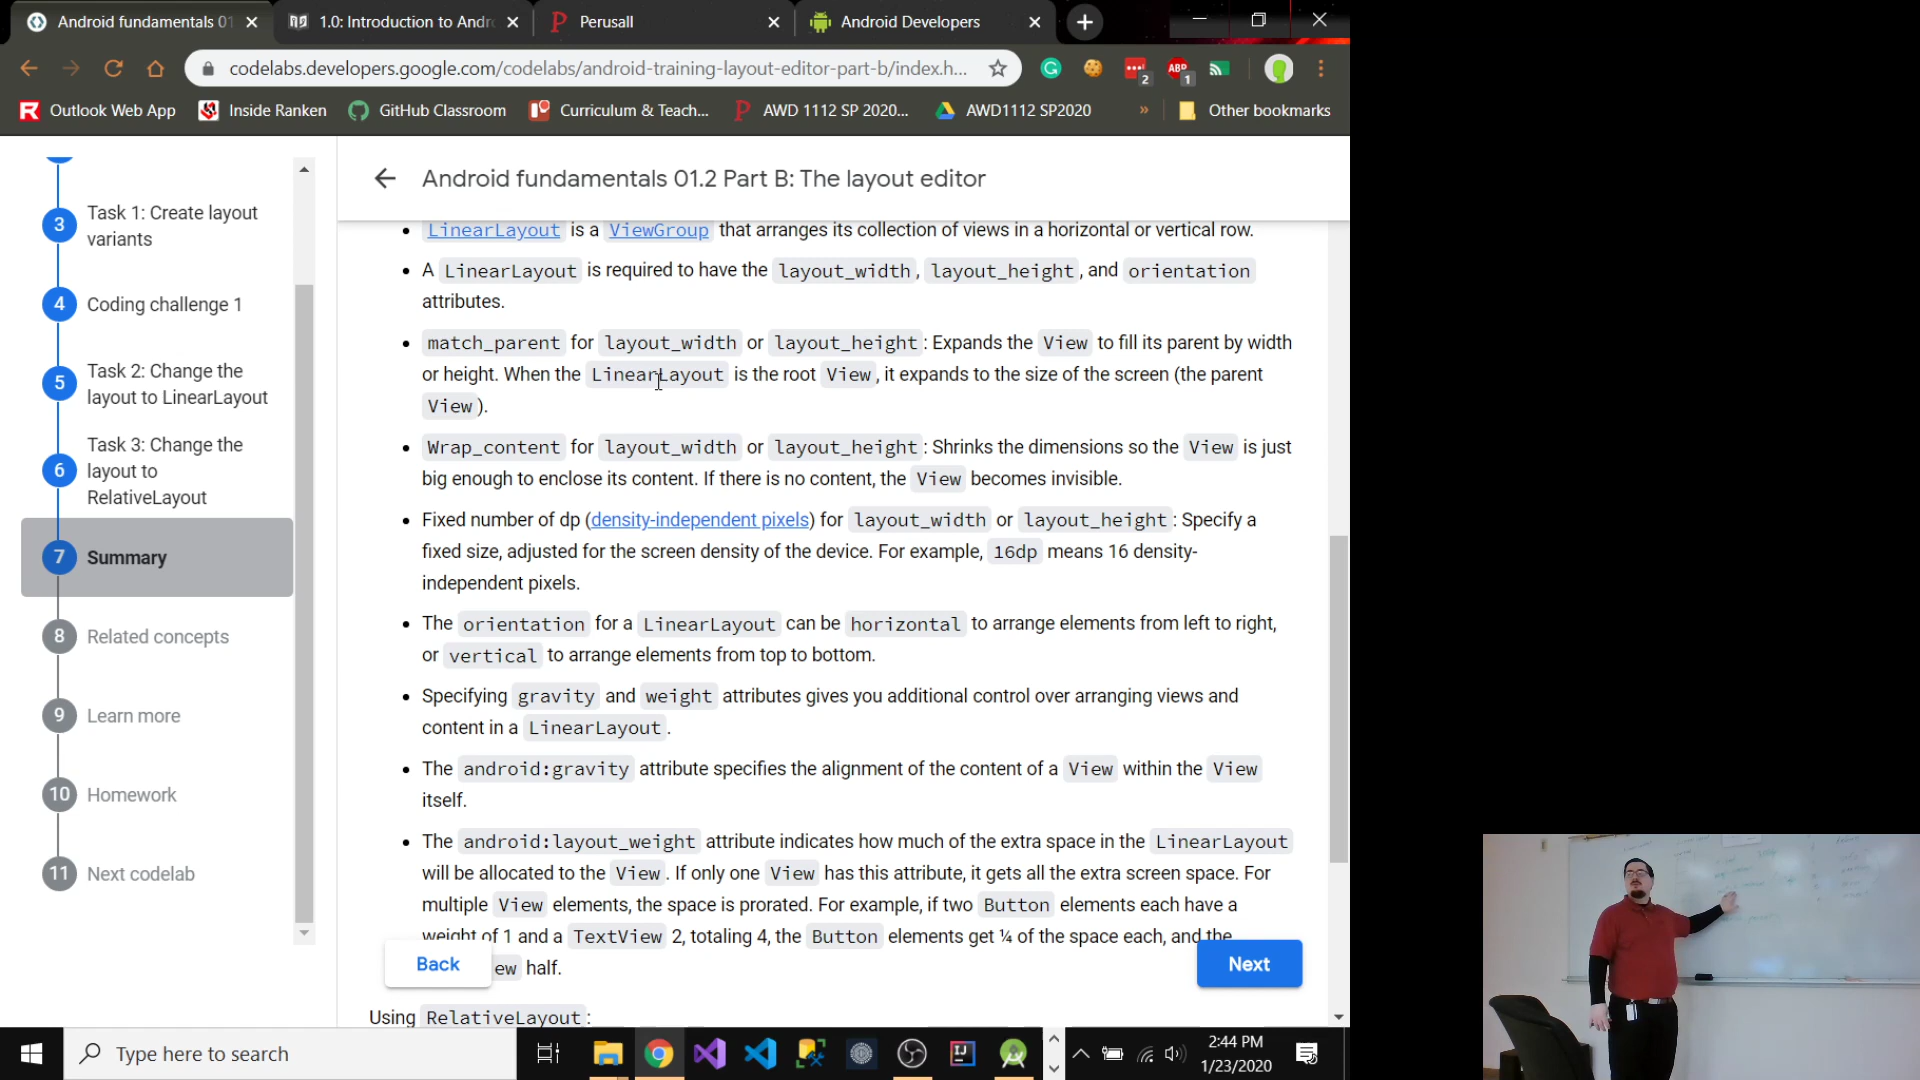 Android fundamentals 01
1.0: Introduction to Andr
Perusall
Android Developers
codelabs.developers.google.com/codelabs/android-training-layout-editor-part-b/index.h...
2
ABP
1
Outlook Web App
Inside Ranken
GitHub Classroom
Curriculum & Teach...
AWD 1112 SP 2020...
AWD1112 SP2020
»
Other bookmarks
3
Task 1: Create layout
variants
4
Coding challenge 1
5
Task 2: Change the
layout to LinearLayout
6
Task 3: Change the
layout to
RelativeLayout
7
Summary
8
Related concepts
9
Learn more
10
Homework
11
Next codelab
Android fundamentals 01.2 Part B: The layout editor
• LinearLayout is a ViewGroup that arranges its collection of views in a horizontal or vertical row.
• A LinearLayout is required to have the layout_width, layout_height, and orientation
attributes.
• match_parent for layout_width or layout_height: Expands the View to fill its parent by width
or height. When the LinearLayout is the root View, it expands to the size of the screen (the parent
View).
• Wrap_content for layout_width or layout_height: Shrinks the dimensions so the View is just
big enough to enclose its content. If there is no content, the View becomes invisible.
• Fixed number of dp (density-independent pixels) for layout_width or layout_height: Specify a
fixed size, adjusted for the screen density of the device. For example, 16dp means 16 density-
independent pixels.
• The orientation for a LinearLayout can be horizontal to arrange elements from left to right,
or vertical to arrange elements from top to bottom.
• Specifying gravity and weight attributes gives you additional control over arranging views and
content in a LinearLayout.
• The android:gravity attribute specifies the alignment of the content of a View within the View
itself.
• The android:layout_weight attribute indicates how much of the extra space in the LinearLayout
will be allocated to the View. If only one View has this attribute, it gets all the extra screen space. For
multiple View elements, the space is prorated. For example, if two Button elements each have a
weight of 1 and a TextView 2, totaling 4, the Button elements get ¼ of the space each, and the
ew half.
Back
Next
Using RelativeLayout:
Type here to search
2:44 PM
1/23/2020